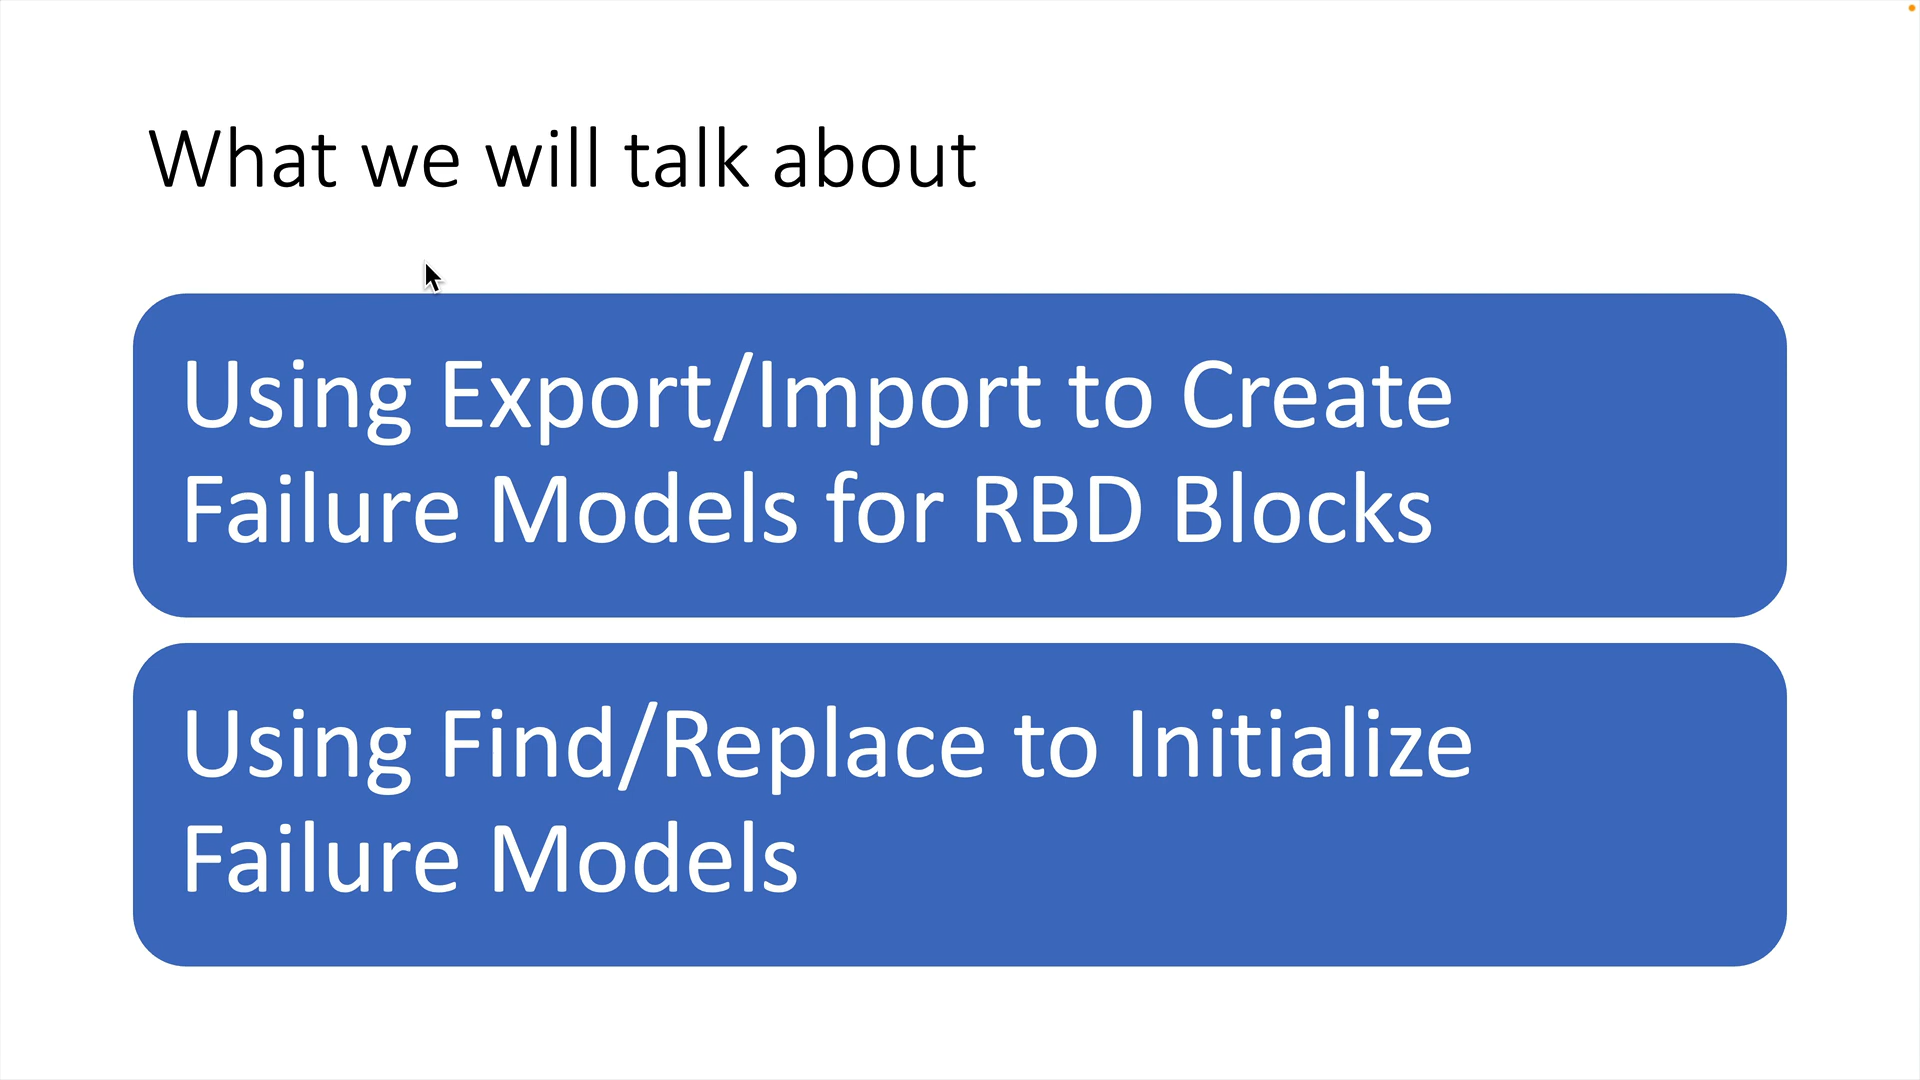 What we will talk about
Using Export/Import to Create
Failure Models for RBD Blocks
Using Find/Replace to Initialize
Failure Models